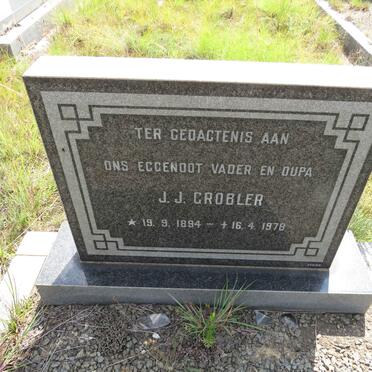 TER GEDAGTENIS AAN
ONS EGGENOOT VADER EN OUPA
J. J. GROBLER
★ 19. 9. 1894 – ✝ 16. 4. 1978